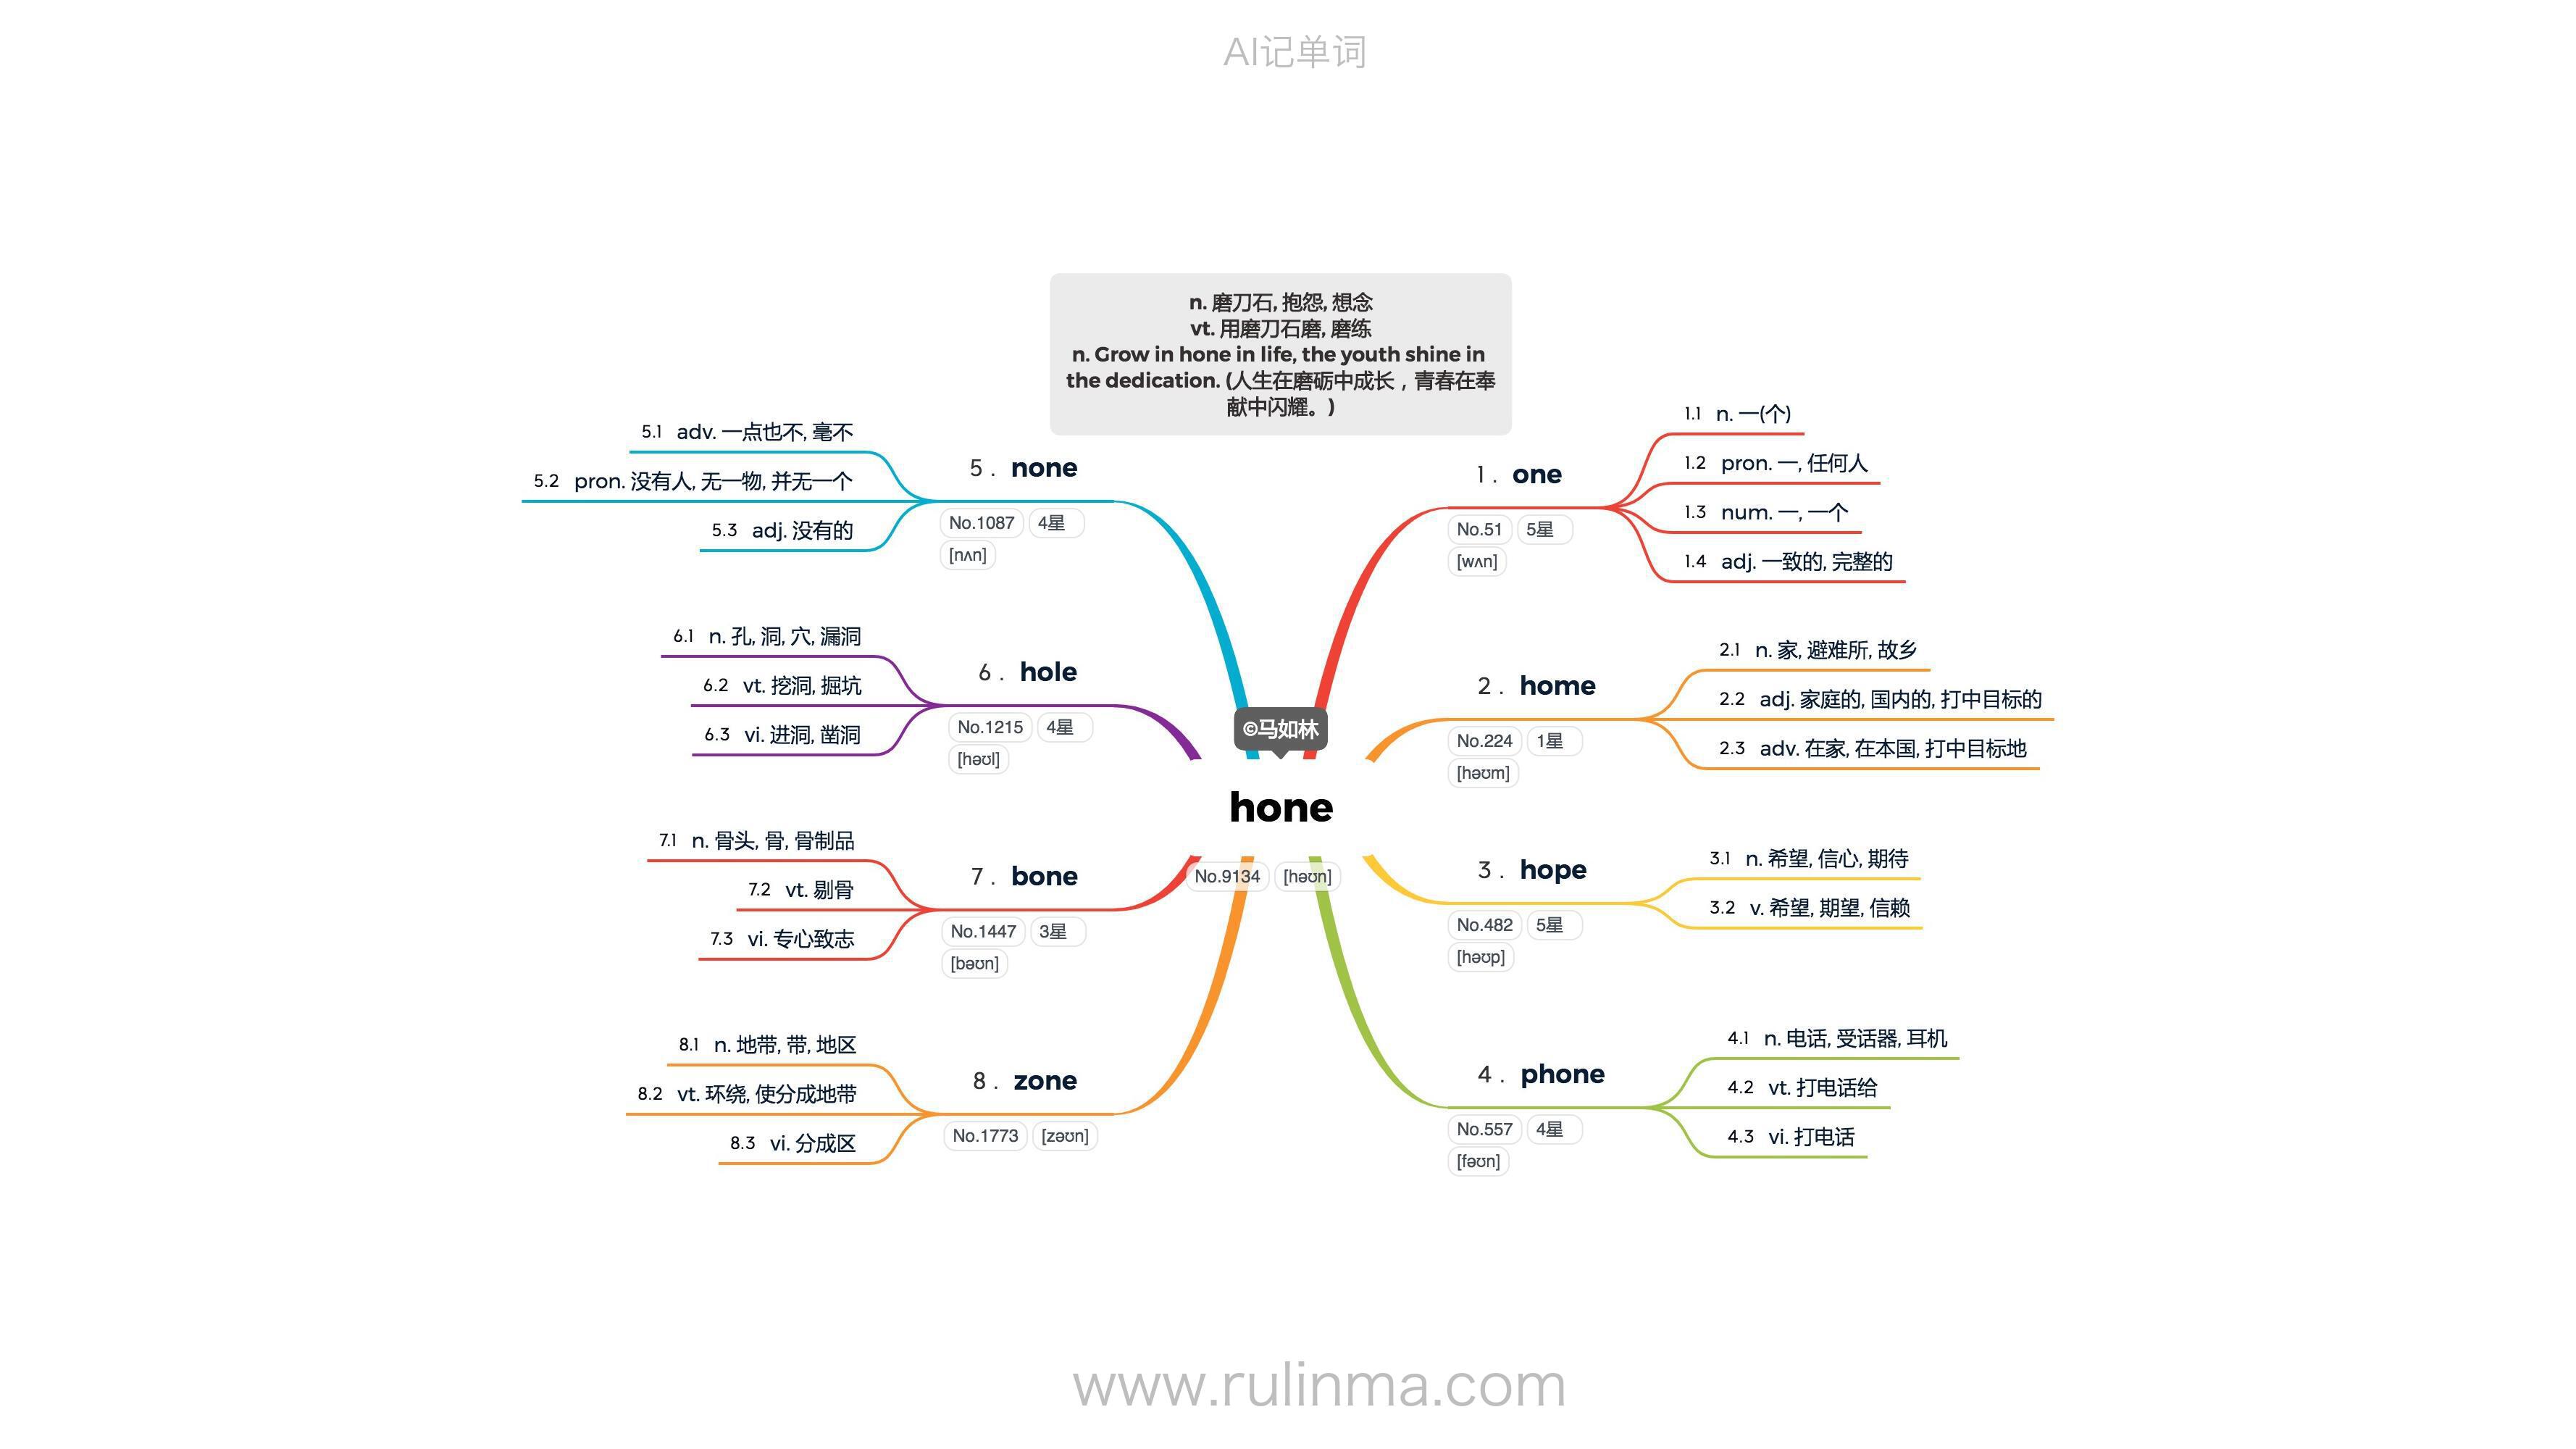 AI记单词
n. 磨刀石, 抱怨, 想念
vt. 用磨刀石磨, 磨练
n. Grow in hone in life, the youth shine in
the dedication. (人生在磨砺中成长，青春在奉
献中闪耀。)
©马如林
hone
No.9134 [həʊn]
1. one
No.51 5星
[wʌn]
1.1 n. 一(个)
1.2 pron. 一, 任何人
1.3 num. 一, 一个
1.4 adj. 一致的, 完整的
2. home
No.224 1星
[həʊm]
2.1 n. 家, 避难所, 故乡
2.2 adj. 家庭的, 国内的, 打中目标的
2.3 adv. 在家, 在本国, 打中目标地
3. hope
No.482 5星
[həʊp]
3.1 n. 希望, 信心, 期待
3.2 v. 希望, 期望, 信赖
4. phone
No.557 4星
[fəʊn]
4.1 n. 电话, 受话器, 耳机
4.2 vt. 打电话给
4.3 vi. 打电话
5. none
No.1087 4星
[nʌn]
5.1 adv. 一点也不, 毫不
5.2 pron. 没有人, 无一物, 并无一个
5.3 adj. 没有的
6. hole
No.1215 4星
[həʊl]
6.1 n. 孔, 洞, 穴, 漏洞
6.2 vt. 挖洞, 掘坑
6.3 vi. 进洞, 凿洞
7. bone
No.1447 3星
[bəʊn]
7.1 n. 骨头, 骨, 骨制品
7.2 vt. 剔骨
7.3 vi. 专心致志
8. zone
No.1773 [zəʊn]
8.1 n. 地带, 带, 地区
8.2 vt. 环绕, 使分成地带
8.3 vi. 分成区
www.rulinma.com